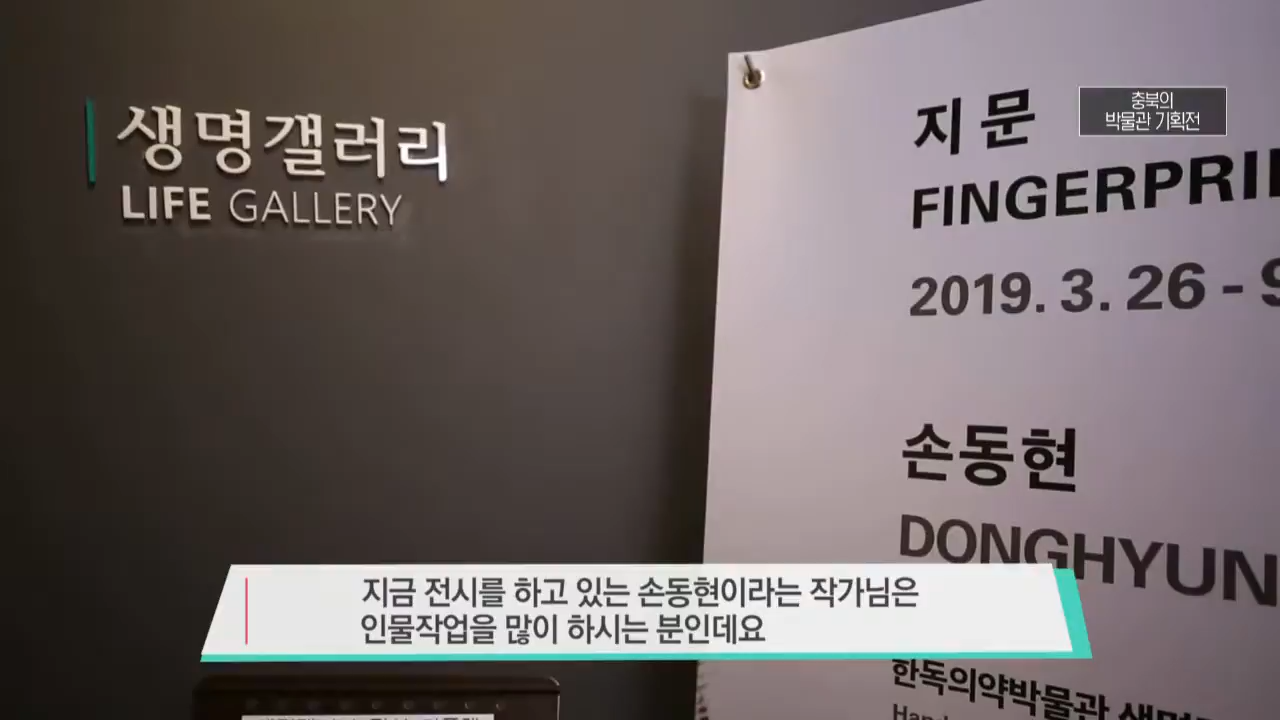 생명갤러리
LIFE GALLERY
충북의
박물관 기획전
지문
FINGERPRI
2019. 3. 26 - 9
손동현
DONGHYUN
지금 전시를 하고 있는 손동현이라는 작가님은
인물작업을 많이 하시는 분인데요
한독의약박물관 생명